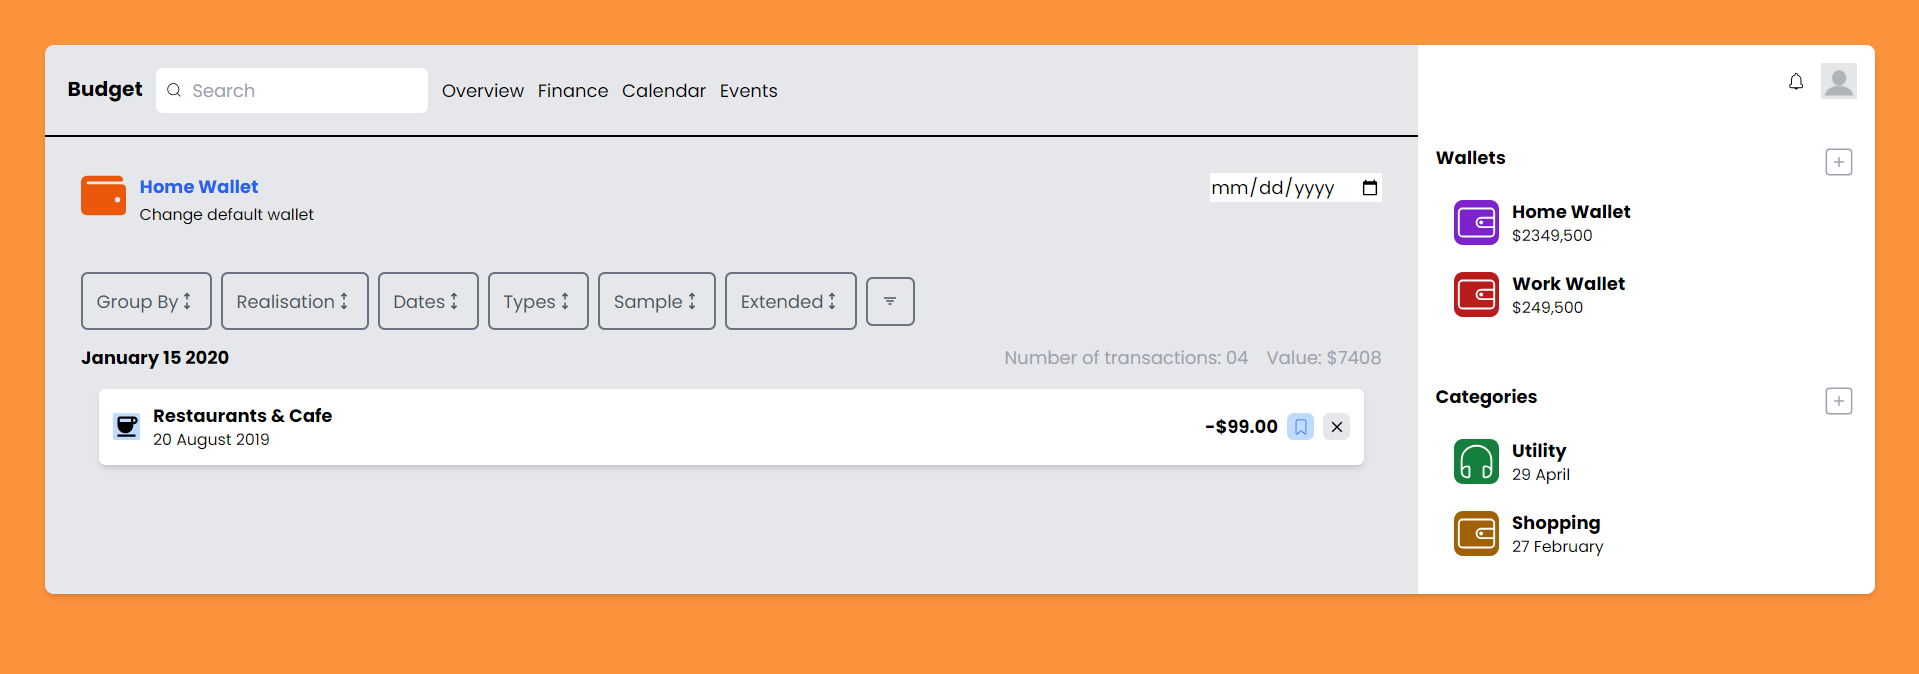 Budget
Search
Overview Finance Calendar Events
Home Wallet
Change default wallet
mm/dd/yyyy
Group By Realisation Dates Types Sample Extended
January 15 2020
Number of transactions: 04 Value: $7408
Restaurants & Cafe
20 August 2019
-$99.00
Wallets
Home Wallet
$2349,500
Work Wallet
$249,500
Categories
Utility
29 April
Shopping
27 February